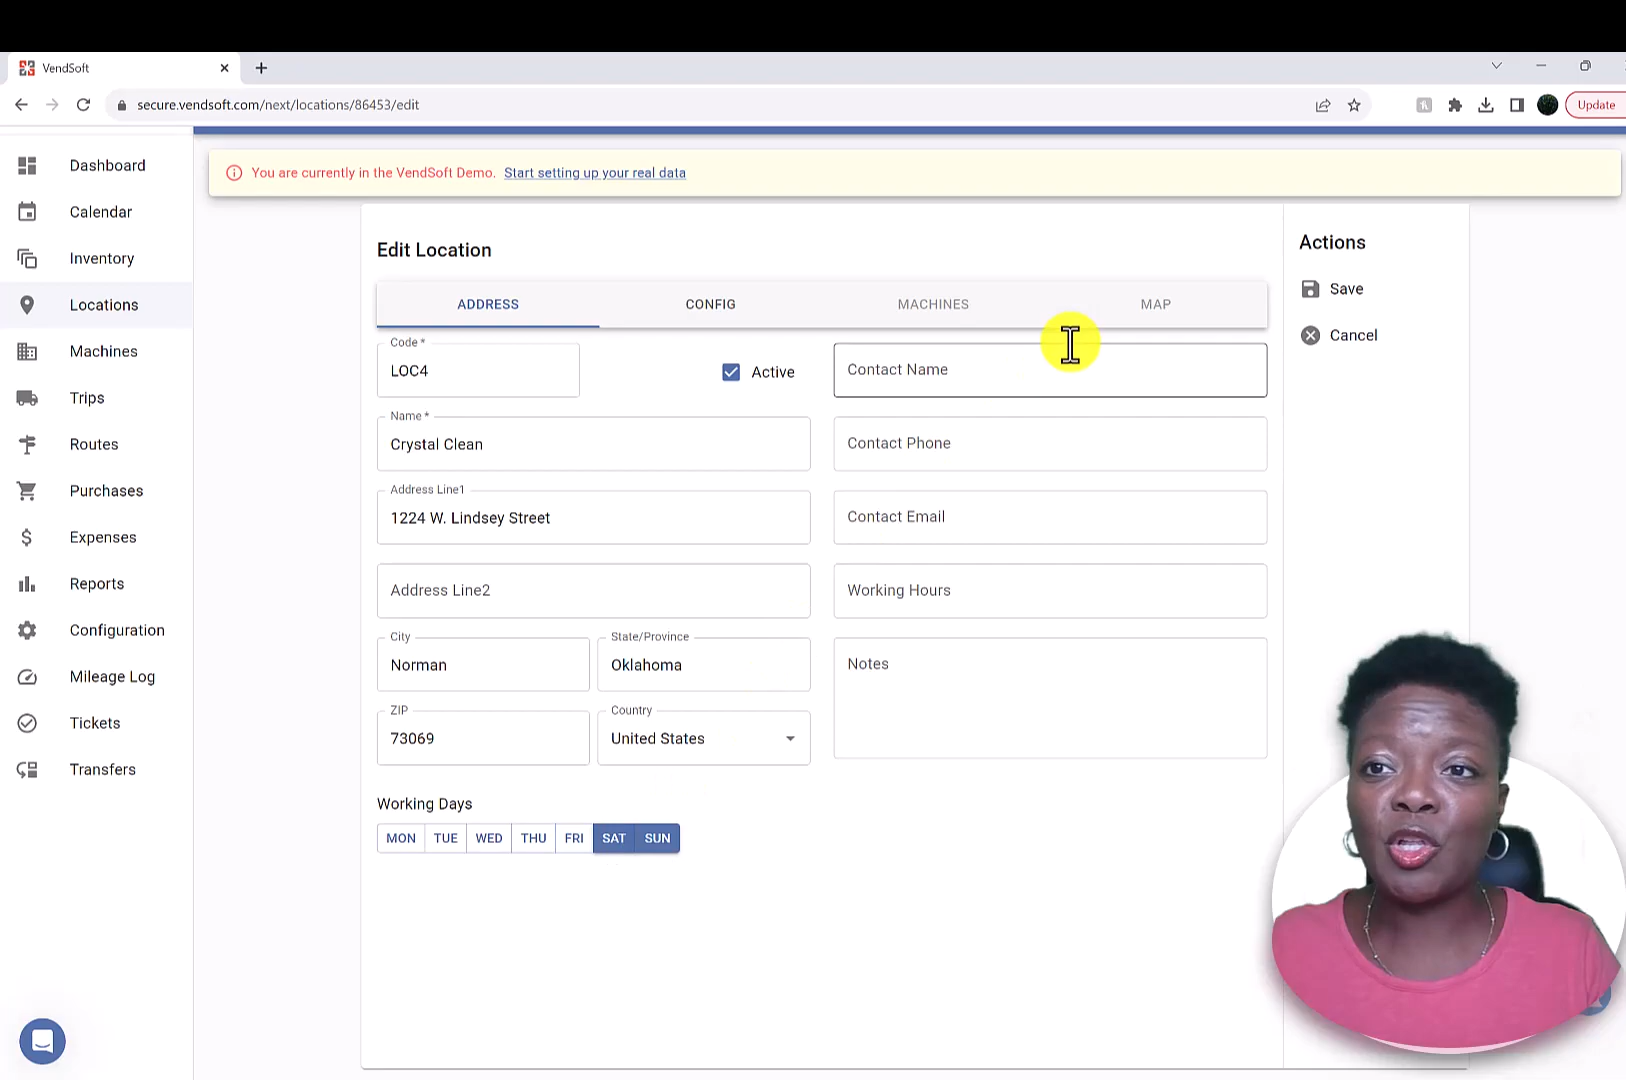 VendSoft
secure.vendsoft.com/next/locations/86453/edit
Update
Dashboard
Calendar
Inventory
Locations
Machines
Trips
Routes
Purchases
Expenses
Reports
Configuration
Mileage Log
Tickets
Transfers
You are currently in the VendSoft Demo. Start setting up your real data
Edit Location
ADDRESS CONFIG MACHINES MAP
Code *
LOC4
Active
Name *
Crystal Clean
Address Line1
1224 W. Lindsey Street
Address Line2
City
Norman
State/Province
Oklahoma
ZIP
73069
Country
United States
Working Days
MON TUE WED THU FRI SAT SUN
Contact Name
Contact Phone
Contact Email
Working Hours
Notes
Actions
Save
Cancel